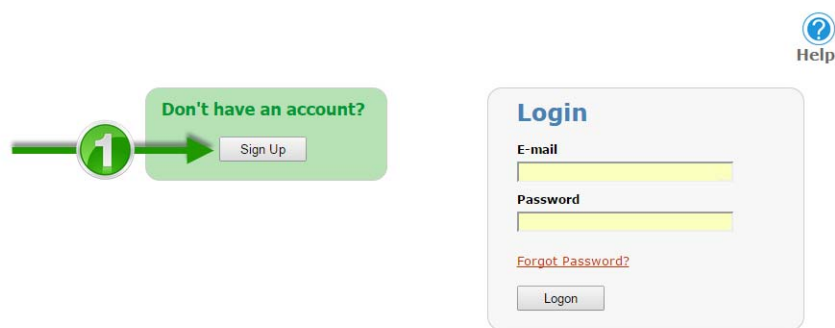 Help
Don't have an account?
1
Sign Up
Login
E-mail
Password
Forgot Password?
Logon